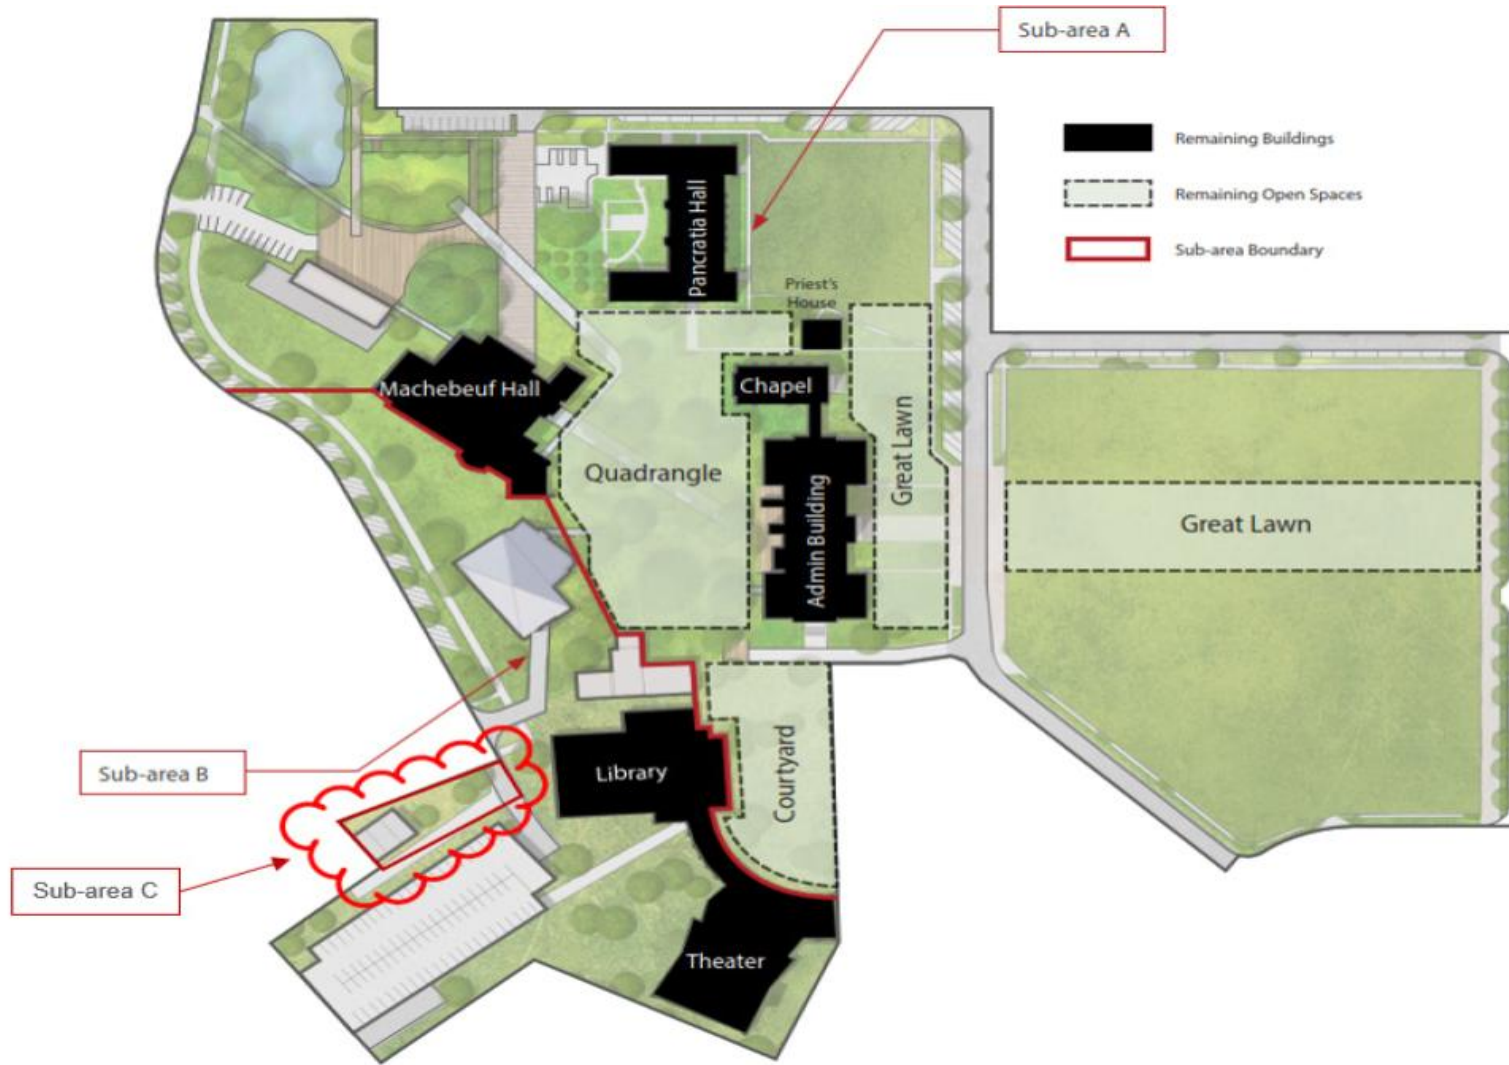 Sub-area A
Remaining Buildings
Remaining Open Spaces
Sub-area Boundary
Pancratia Hall
Priest's
House
Machebeuf Hall
Chapel
Quadrangle
Great Lawn
Admin Building
Great Lawn
Sub-area B
Library
Courtyard
Sub-area C
Theater